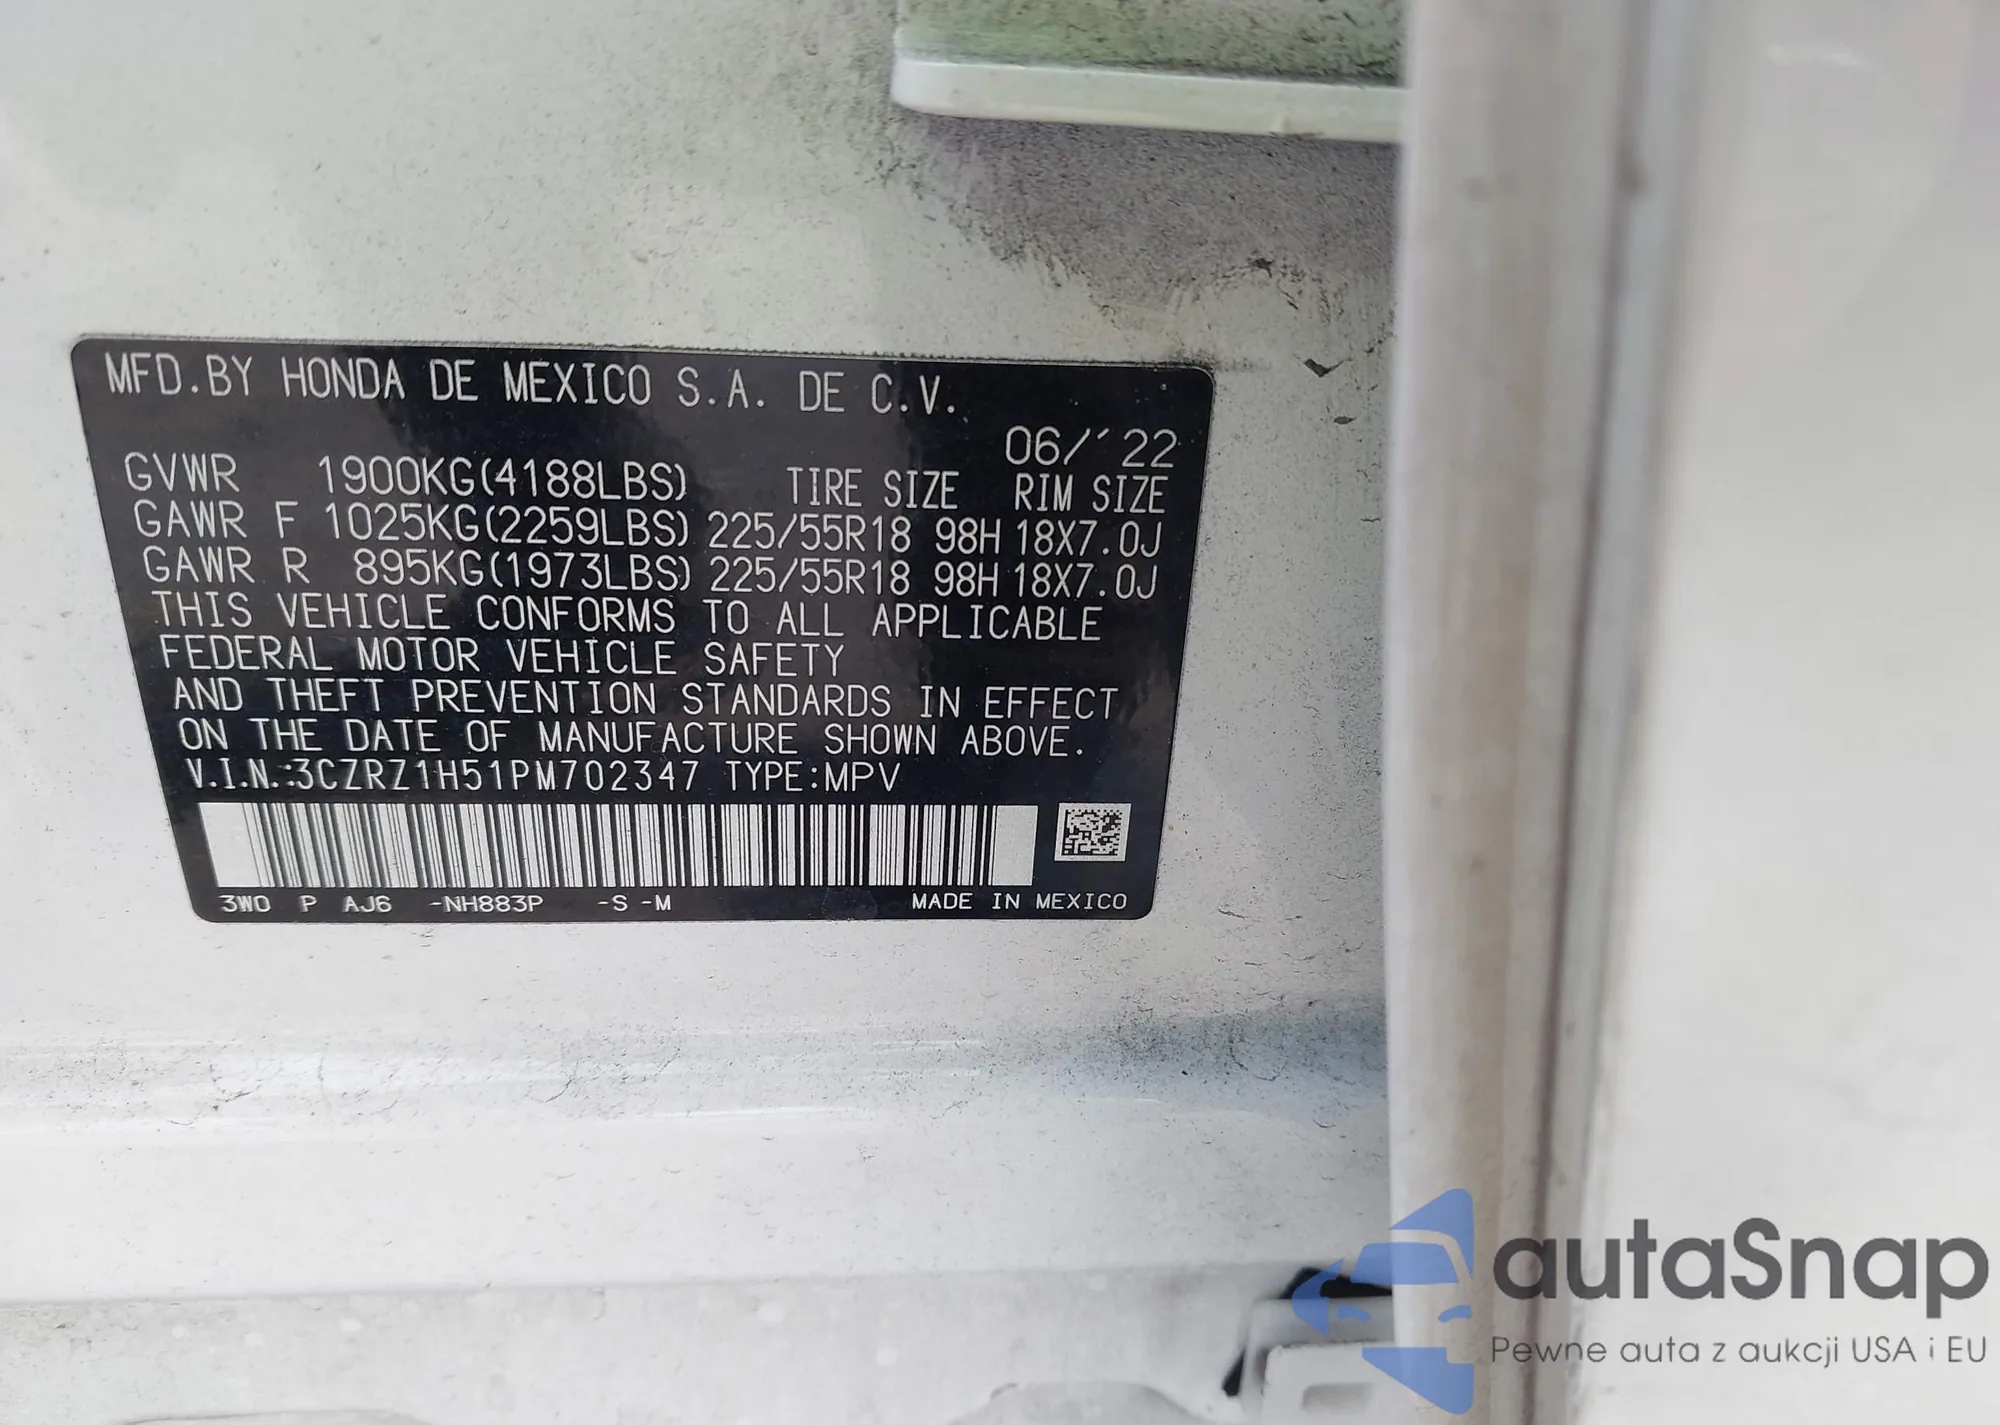 MFD.BY HONDA DE MEXICO S.A. DE C.V.
06/'22
GVWR 1900KG(4188LBS) TIRE SIZE RIM SIZE
GAWR F 1025KG(2259LBS) 225/55R18 98H 18X7.0J
GAWR R 895KG(1973LBS) 225/55R18 98H 18X7.0J
THIS VEHICLE CONFORMS TO ALL APPLICABLE
FEDERAL MOTOR VEHICLE SAFETY
AND THEFT PREVENTION STANDARDS IN EFFECT
ON THE DATE OF MANUFACTURE SHOWN ABOVE.
V.I.N.:3CZRZ1H51PM702347 TYPE:MPV
3W0 P AJ6 -NH883P -S -M MADE IN MEXICO
autaSnap
Pewne auta z aukcji USA i EU